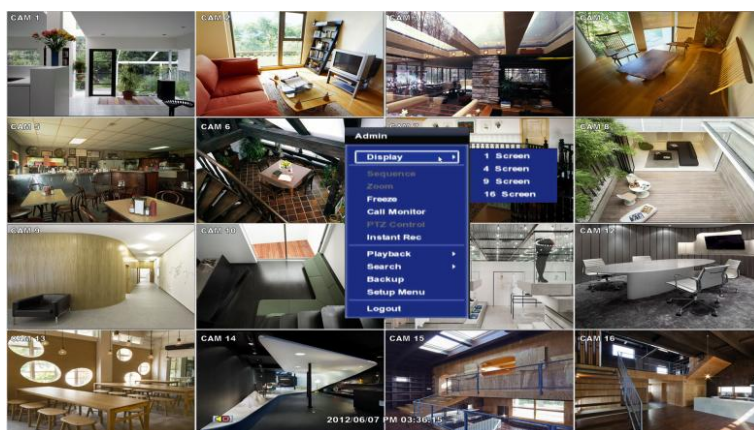 CAM 1
CAM 2
CAM
CAM 4
CAM 5
CAM 6
CAM 8
CAM 9
CAM 10
CAM 12
CAM 13
CAM 14
CAM 15
CAM 16
Admin
Display
1 Screen
4 Screen
9 Screen
16 Screen
Sequence
Zoom
Freeze
Call Monitor
PTZ Control
Instant Rec
Playback
Search
Backup
Setup Menu
Logout
2012/06/07 PM 03:36:15